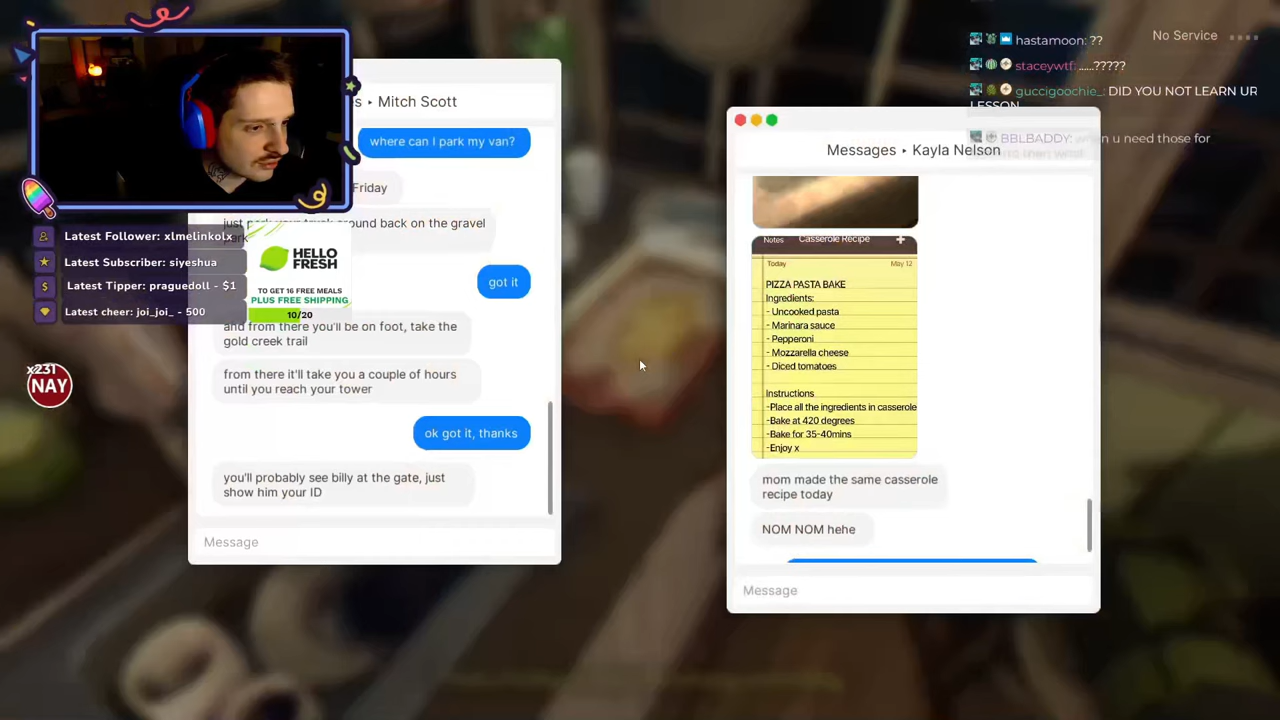 No Service
hastamoon: ??
staceywtf: ......?????
guccigoochie_: DID YOU NOT LEARN UR
LESSON
BBLBADDY: when u need those for
Mitch Scott
where can I park my van?
Friday
just park your truck around back on the gravel
got it
and from there you'll be on foot, take the
gold creek trail
from there it'll take you a couple of hours
until you reach your tower
ok got it, thanks
you'll probably see billy at the gate, just
show him your ID
Message
Latest Follower: xlmelinkolx
Latest Subscriber: siyeshua
Latest Tipper: praguedoll - $1
Latest cheer: joi_joi_ - 500
HELLO
FRESH
TO GET 16 FREE MEALS
PLUS FREE SHIPPING
10/20
x231
NAY
Messages ▸ Kayla Nelson
Notes Casserole Recipe +
Today May 12
PIZZA PASTA BAKE
Ingredients:
- Uncooked pasta
- Marinara sauce
- Pepperoni
- Mozzarella cheese
- Diced tomatoes
Instructions
-Place all the ingredients in casserole
-Bake at 420 degrees
-Bake for 35-40mins
-Enjoy x
mom made the same casserole
recipe today
NOM NOM hehe
Message